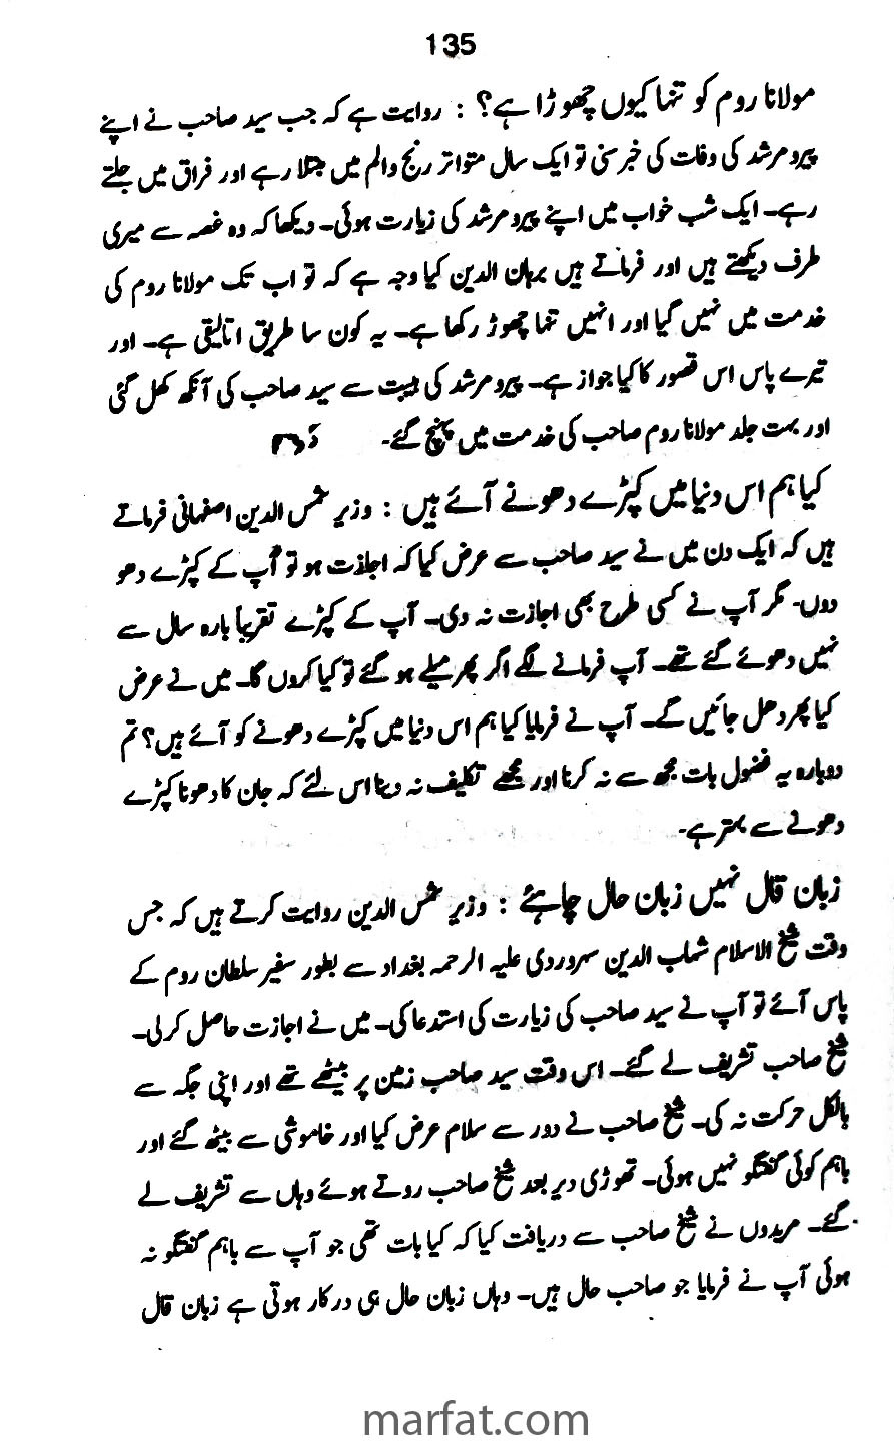 135
مولانا روم کو تنہا کیوں چھوڑا ہے؟ : روایت ہے کہ جب سید صاحب نے اپنے
پیر و مرشد کی وفات کی خبر سنی تو ایک سال متواتر رنج و الم میں مبتلا رہے اور فراق میں جلتے
رہے۔ ایک شب خواب میں اپنے پیر و مرشد کی زیارت ہوئی۔ دیکھا کہ وہ غصہ سے میری
طرف دیکھتے ہیں اور فرماتے ہیں برہان الدین کیا وجہ ہے کہ تو اب تک مولانا روم کی
خدمت میں نہیں گیا اور انہیں تنہا چھوڑ رکھا ہے۔ یہ کون سا طریق اتالیقی ہے۔ اور
تیرے پاس اس قصور کا کیا جواز ہے۔ پیر و مرشد کی ہیبت سے سید صاحب کی آنکھ کھل گئی
اور بہت جلد مولانا روم صاحب کی خدمت میں پہنچ گئے۔
کیا ہم اس دنیا میں کپڑے دھونے آئے ہیں : وزیر شمس الدین اصفہانی فرماتے
ہیں کہ ایک دن میں نے سید صاحب سے عرض کیا کہ اجازت ہو تو آپ کے کپڑے دھو
دوں۔ مگر آپ نے کسی طرح بھی اجازت نہ دی۔ آپ کے کپڑے تقریباً بارہ سال سے
نہیں دھوئے گئے تھے۔ آپ فرمانے لگے اگر پھر میلے ہو گئے تو کیا کروں گا۔ میں نے عرض
کیا پھر دھل جائیں گے۔ آپ نے فرمایا کیا ہم اس دنیا میں کپڑے دھونے کو آئے ہیں؟ تم
دوبارہ یہ فضول بات مجھ سے نہ کرنا اور مجھے تکلیف نہ دینا اس لئے کہ جان کا دھونا کپڑے
دھونے سے بہتر ہے۔
زبان قال نہیں زبان حال چاہئے : وزیر شمس الدین روایت کرتے ہیں کہ جس
وقت شیخ الاسلام شہاب الدین سہروردی علیہ الرحمہ بغداد سے بطور سفیر سلطان روم کے
پاس آئے تو آپ نے سید صاحب کی زیارت کی استدعا کی۔ میں نے اجازت حاصل کر لی۔
شیخ صاحب تشریف لے گئے۔ اس وقت سید صاحب زمین پر بیٹھے تھے اور اپنی جگہ سے
بالکل حرکت نہ کی۔ شیخ صاحب نے دور سے سلام عرض کیا اور خاموشی سے بیٹھ گئے اور
باہم کوئی گفتگو نہیں ہوئی۔ تھوڑی دیر بعد شیخ صاحب روتے ہوئے وہاں سے تشریف لے
گئے۔ مریدوں نے شیخ صاحب سے دریافت کیا کہ کیا بات تھی جو آپ سے باہم گفتگو نہ
ہوئی آپ نے فرمایا جو صاحب حال ہیں۔ وہاں زبان حال ہی درکار ہوتی ہے زبان قال
marfat.com